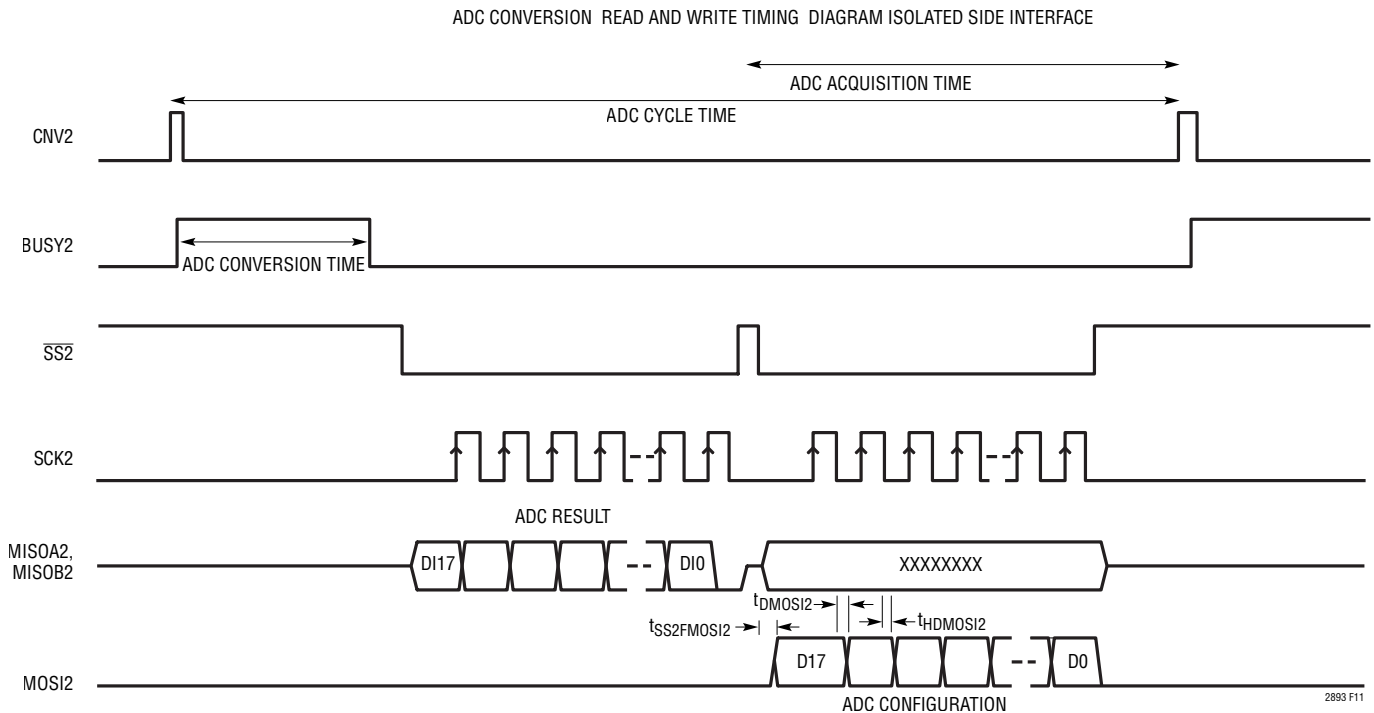 ADC CONVERSION READ AND WRITE TIMING DIAGRAM ISOLATED SIDE INTERFACE
ADC ACQUISITION TIME
ADC CYCLE TIME
CNV2
BUSY2
ADC CONVERSION TIME
SS2
SCK2
ADC RESULT
MISOA2,
MISOB2
DI17
DI0
XXXXXXXX
tDMOSI2
tHDMOSI2
tSS2FMOSI2
MOSI2
D17
D0
ADC CONFIGURATION
2893 F11